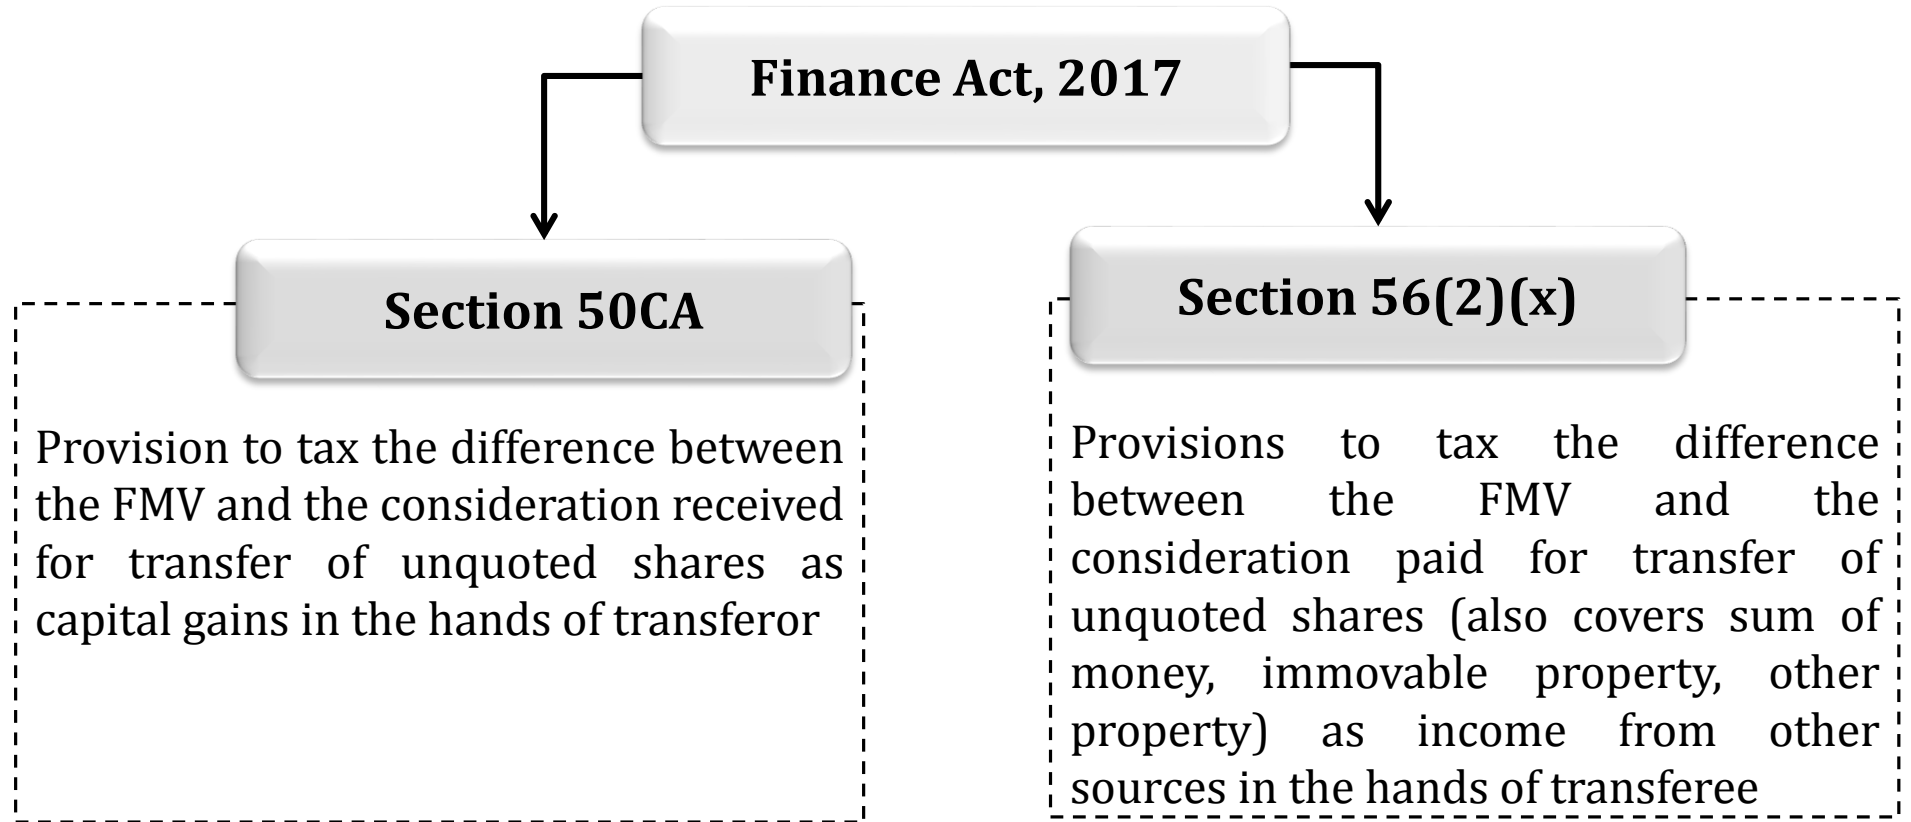 Finance Act, 2017
Section 50CA
Provision to tax the difference between
the FMV and the consideration received
for transfer of unquoted shares as
capital gains in the hands of transferor
Section 56(2)(x)
Provisions to tax the difference
between the FMV and the
consideration paid for transfer of
unquoted shares (also covers sum of
money, immovable property, other
property) as income from other
sources in the hands of transferee